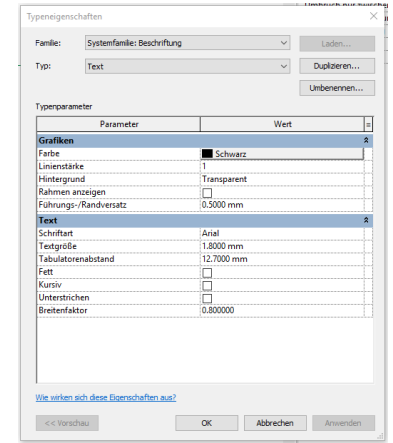 Umbruch nur zwischen
Typeneigenschaften
Familie: Systemfamilie: Beschriftung Laden...
Typ: Text Duplizieren...
Umbenennen...
Typenparameter
Parameter Wert =
Grafiken
Farbe Schwarz
Linienstärke 1
Hintergrund Transparent
Rahmen anzeigen
Führungs-/Randversatz 0.5000 mm
Text
Schriftart Arial
Textgröße 1.8000 mm
Tabulatorenabstand 12.7000 mm
Fett
Kursiv
Unterstrichen
Breitenfaktor 0.800000
Wie wirken sich diese Eigenschaften aus?
<< Vorschau OK Abbrechen Anwenden